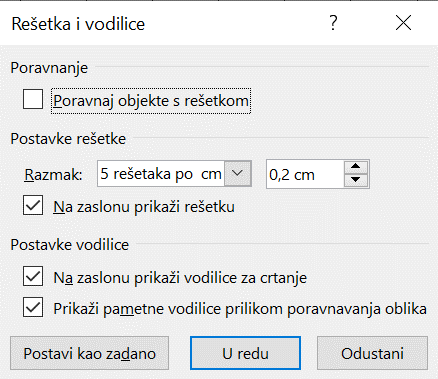 Rešetka i vodilice ? ×
Poravnanje
Poravnaj objekte s rešetkom
Postavke rešetke
Razmak: 5 rešetaka po cm 0,2 cm
Na zaslonu prikaži rešetku
Postavke vodilice
Na zaslonu prikaži vodilice za crtanje
Prikaži pametne vodilice prilikom poravnavanja oblika
Postavi kao zadano U redu Odustani